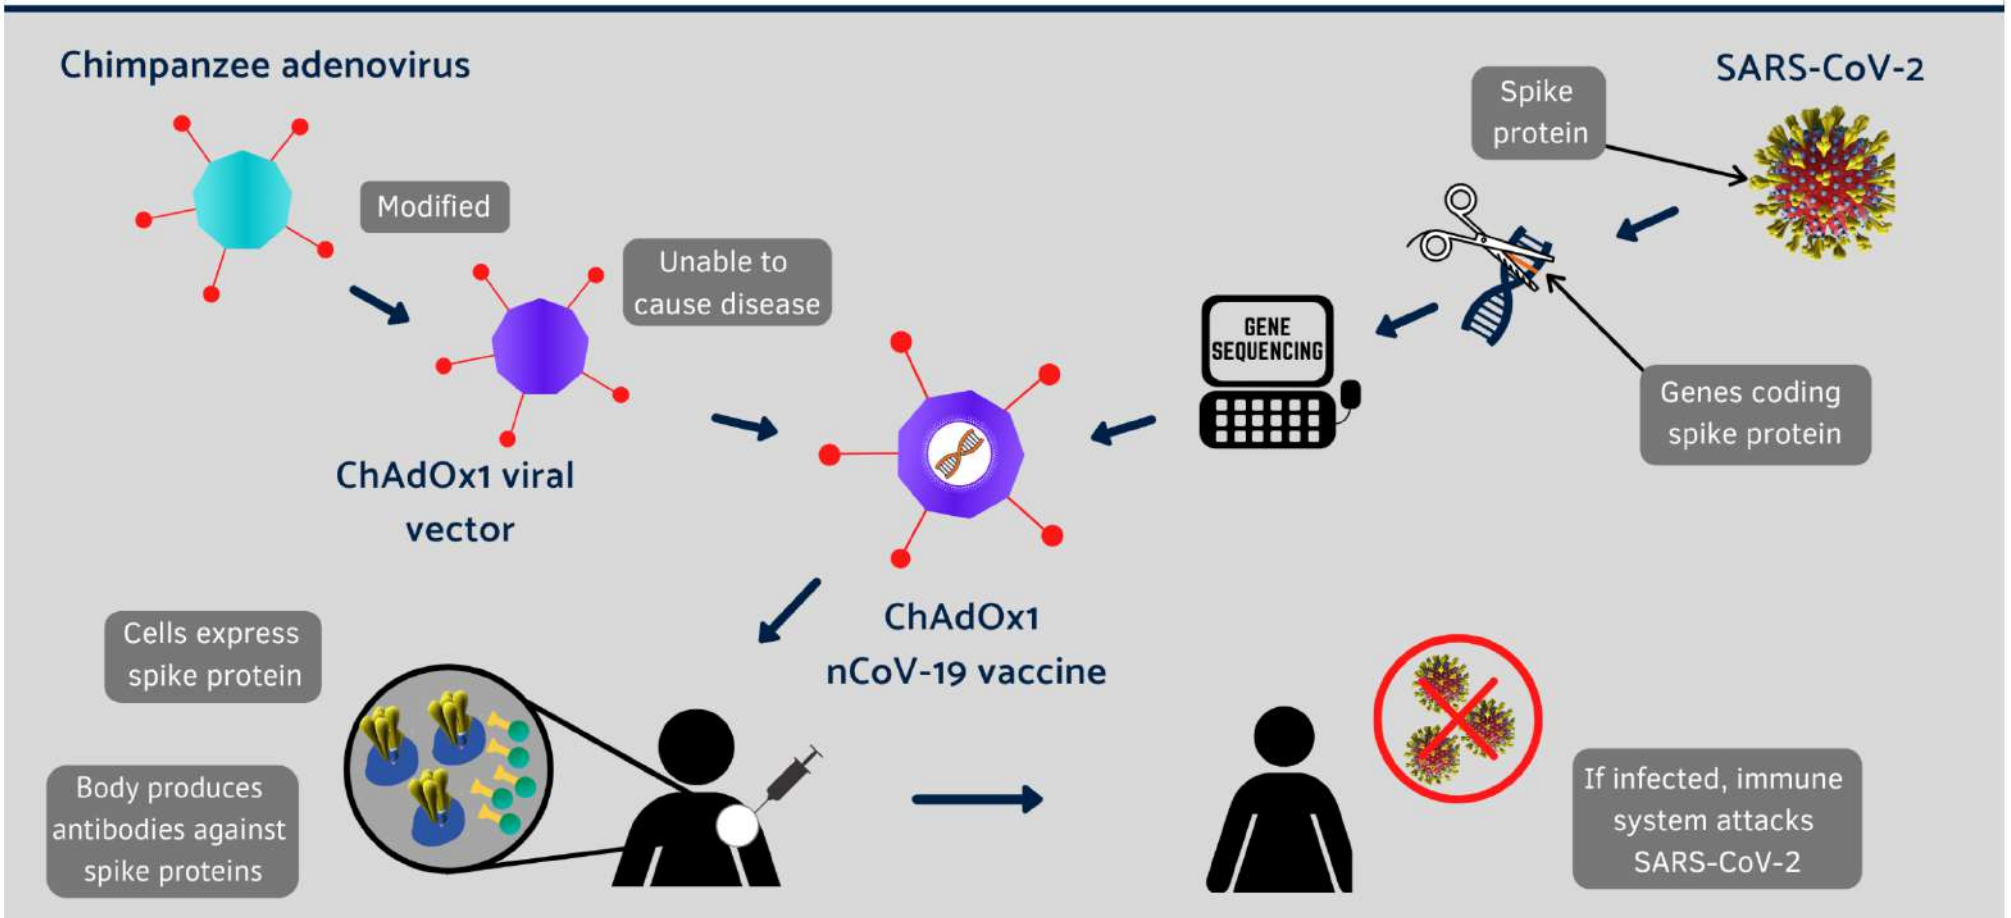 Chimpanzee adenovirus
SARS-CoV-2
Spike
protein
Modified
Unable to
cause disease
GENE
SEQUENCING
Genes coding
spike protein
ChAdOx1 viral
vector
ChAdOx1
nCoV-19 vaccine
Cells express
spike protein
Body produces
antibodies against
spike proteins
If infected, immune
system attacks
SARS-CoV-2